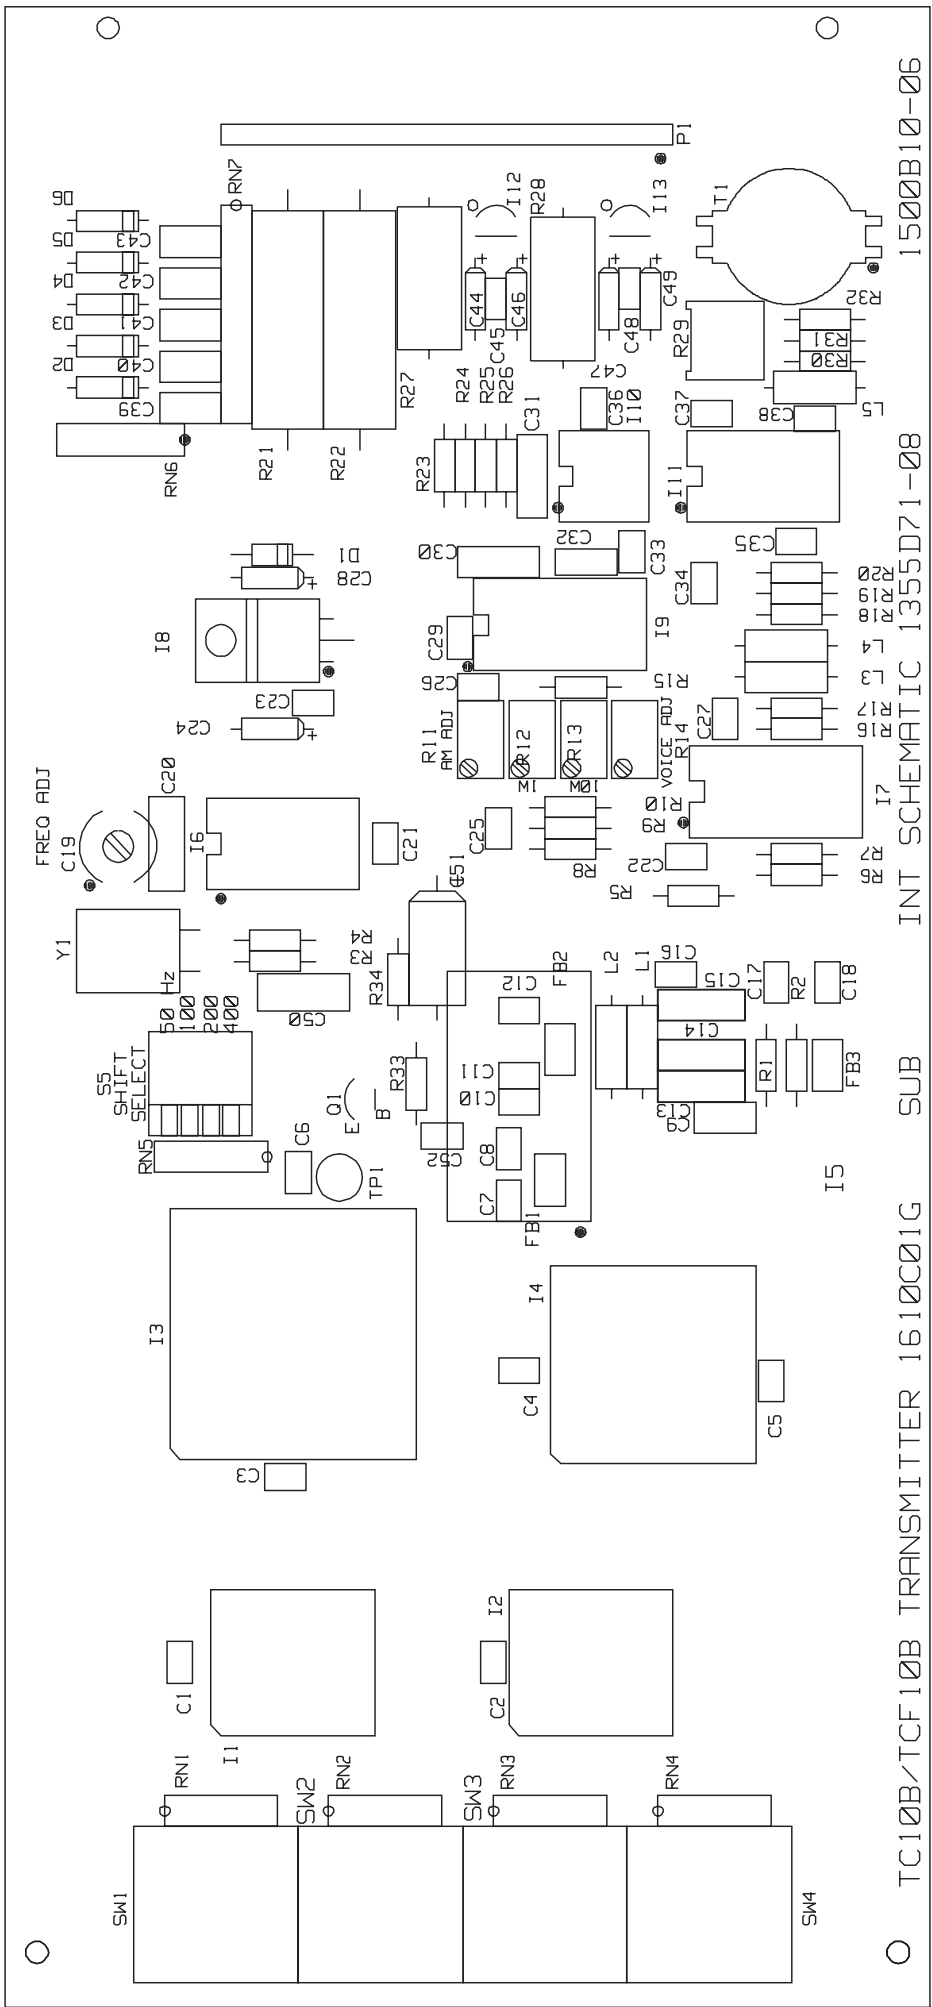 P1
RN7
D6
D5
D4
D3
D2
C43
C42
C41
C40
C39
RN6
R21
R22
R27
I12
R28
I13
T1
C44
C45
C46
C48
C49
C47
R29
R32
R31
R30
L5
R24
R25
R26
R23
C31
C36
I10
C37
C38
I11
1500B10-06
D1
C28
I8
C23
C24
C30
C32
C33
C29
I9
C26
C34
C35
R20
R19
R18
L4
L3
R17
R16
R15
C27
R11
AM ADJ
R12
1M
R13
10M
VOICE ADJ
R14
I7
R10
R9
FREQ ADJ
C19
C20
I6
C21
C25
R8
C22
R7
R6
R5
C51
Y1
R4
R3
R34
C50
Hz
50
100
200
400
S5
SHIFT
SELECT
RN5
C6
TP1
Q1
E
B
R33
C52
C12
FB2
C11
C10
C8
C7
FB1
L2
L1
C16
C15
C14
C13
C9
C17
R2
C18
R1
FB3
I5
INT SCHEMATIC 1355D71-08
I3
C3
I4
C4
C5
C1
I1
C2
I2
RN1
RN2
RN3
RN4
SW1
SW2
SW3
SW4
TC10B/TCF10B TRANSMITTER 1610C01G SUB